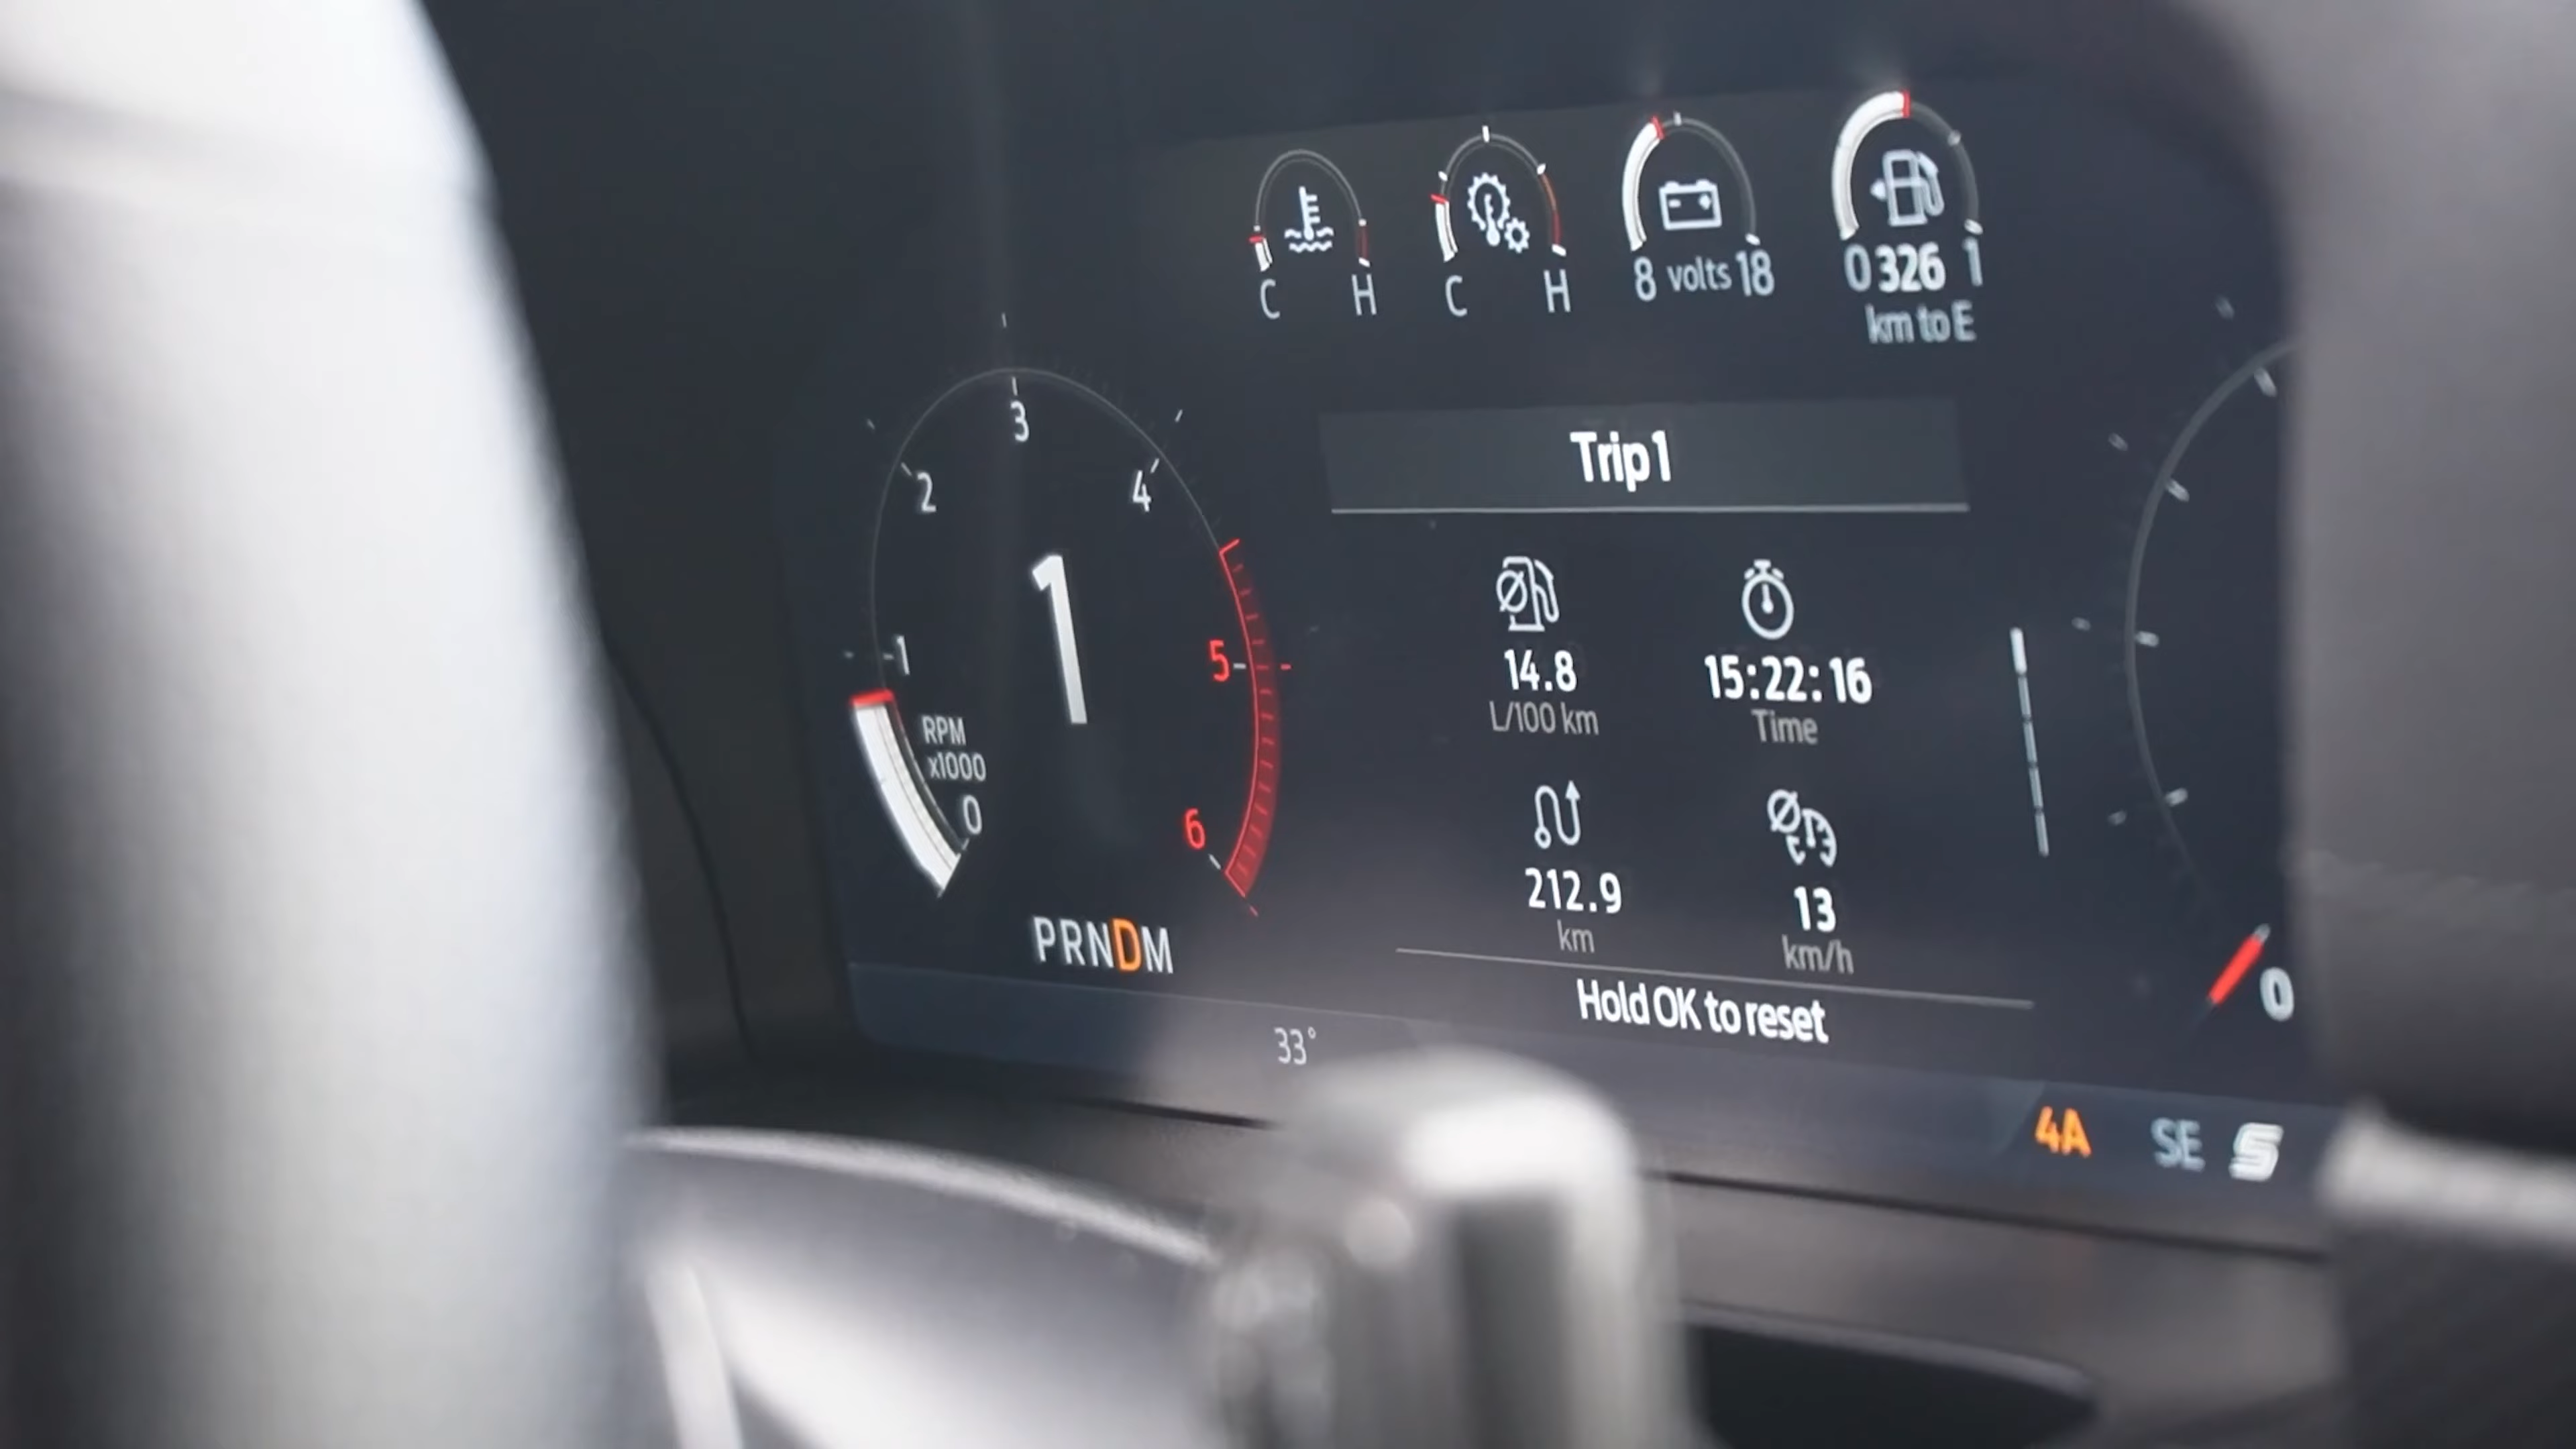 C H
C H
8 volts 18
0 326 1
km to E
3
2
4
1
1
5
RPM
x1000
0
6
PRNDM
Trip 1
14.8
L/100 km
15:22:16
Time
212.9
km
13
km/h
Hold OK to reset
33°
0
4A SE S